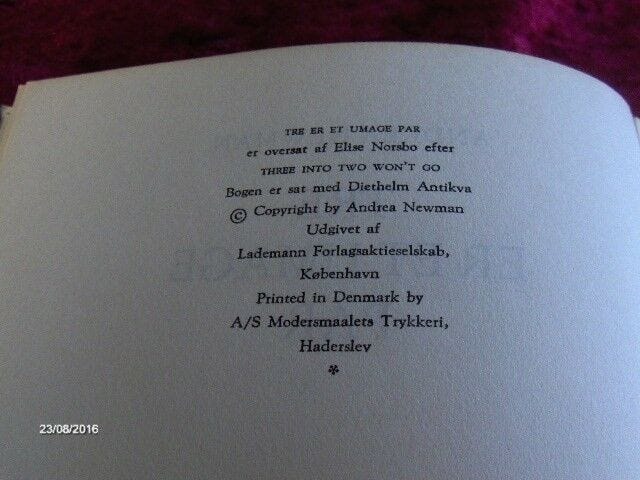 TRE ER ET UMAGE PAR
er oversat af Elise Norsbo efter
THREE INTO TWO WON'T GO
Bogen er sat med Diethelm Antikva
© Copyright by Andrea Newman
Udgivet af
Lademann Forlagsaktieselskab,
København
Printed in Denmark by
A/S Modersmaalets Trykkeri,
Haderslev
*
23/08/2016